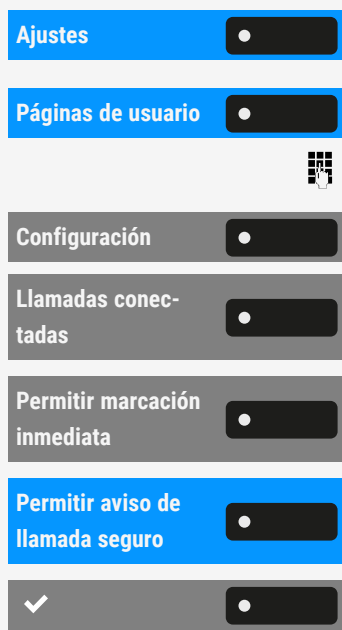 Ajustes
Páginas de usuario
Configuración
Llamadas conec-
tadas
Permitir marcación
inmediata
Permitir aviso de
llamada seguro